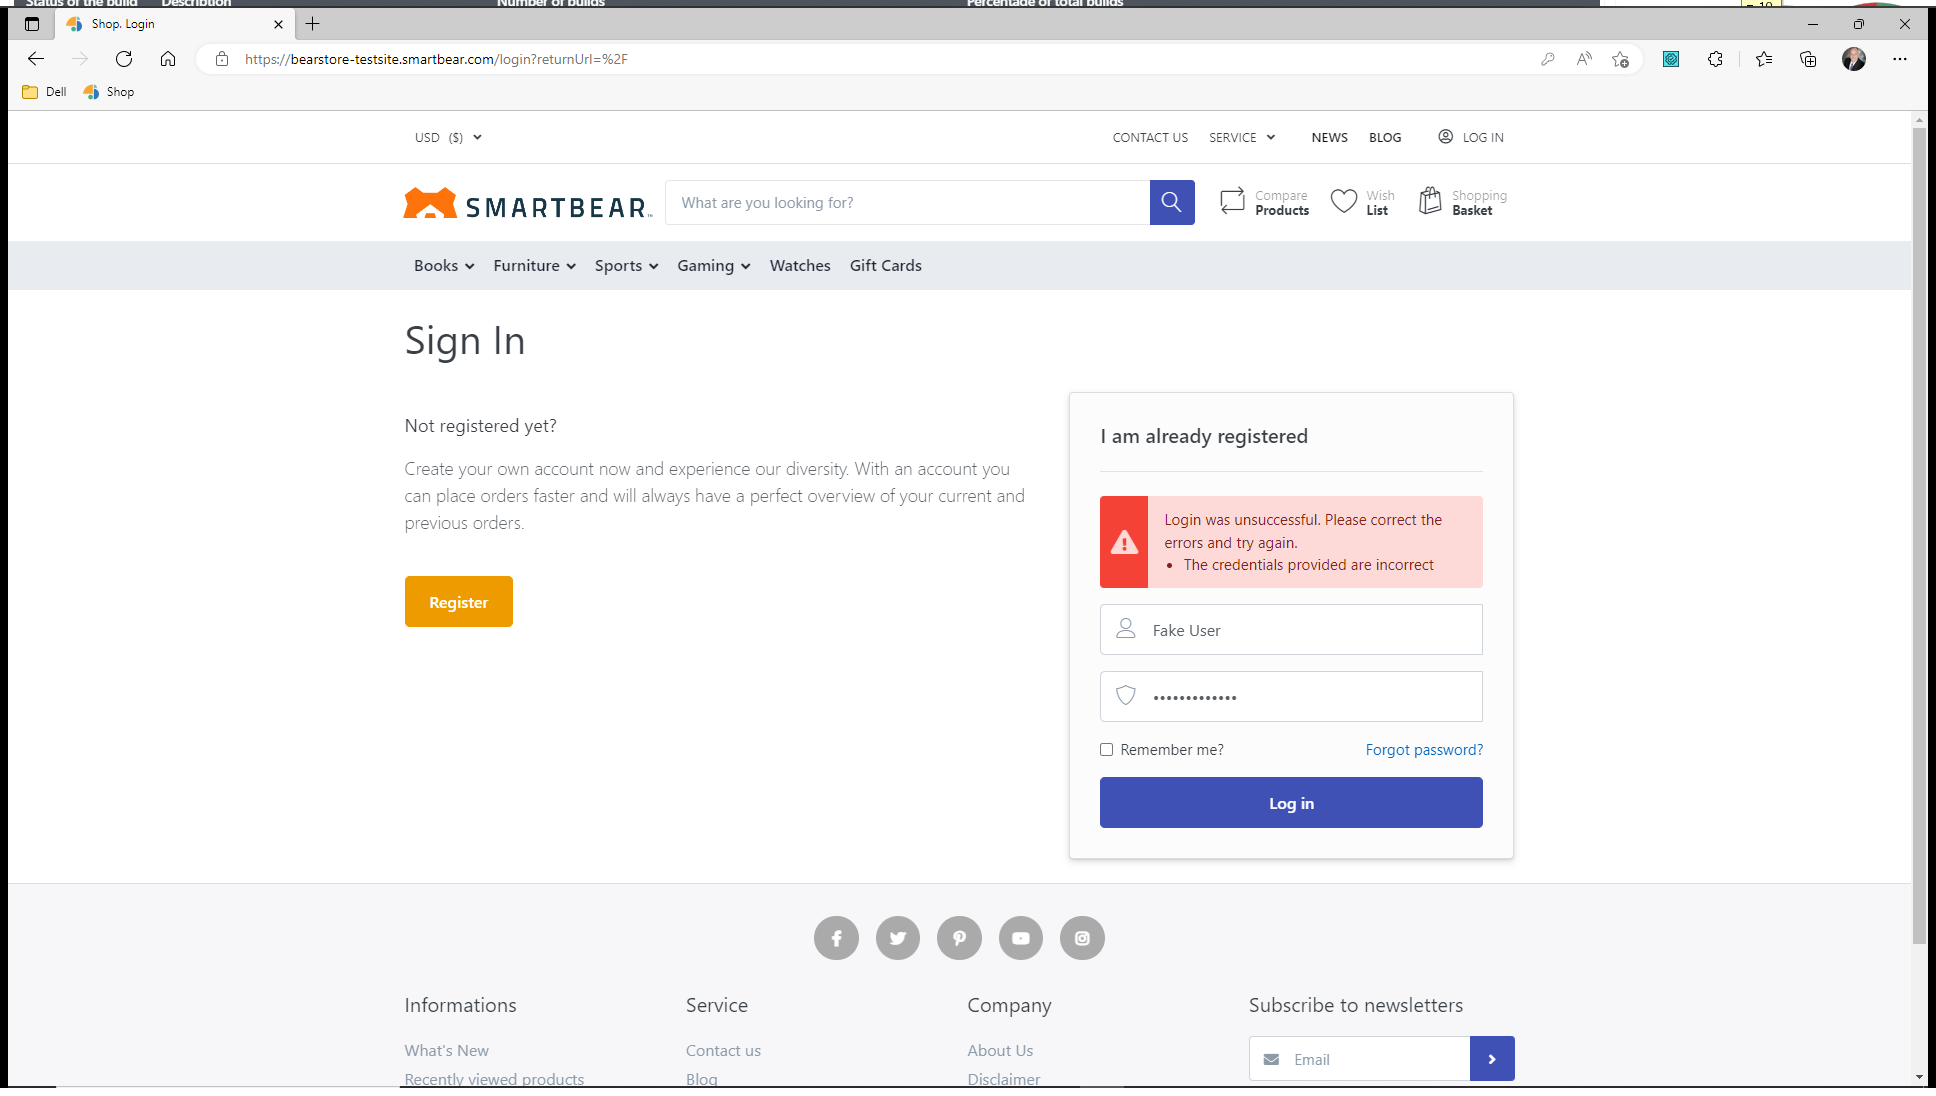 Status of the build Description Number of builds Percentage of total builds
Shop. Login
https://bearstore-testsite.smartbear.com/login?returnUrl=%2F
Dell Shop
USD ($) CONTACT US SERVICE NEWS BLOG LOG IN
SMARTBEAR What are you looking for? Compare Products Wish List Shopping Basket
Books Furniture Sports Gaming Watches Gift Cards
Sign In
Not registered yet?
Create your own account now and experience our diversity. With an account you
can place orders faster and will always have a perfect overview of your current and
previous orders.
Register
I am already registered
Login was unsuccessful. Please correct the
errors and try again.
• The credentials provided are incorrect
Fake User
•••••••••••••
Remember me? Forgot password?
Log in
Informations Service Company Subscribe to newsletters
What's New Contact us About Us Email
Recently viewed products Blog Disclaimer